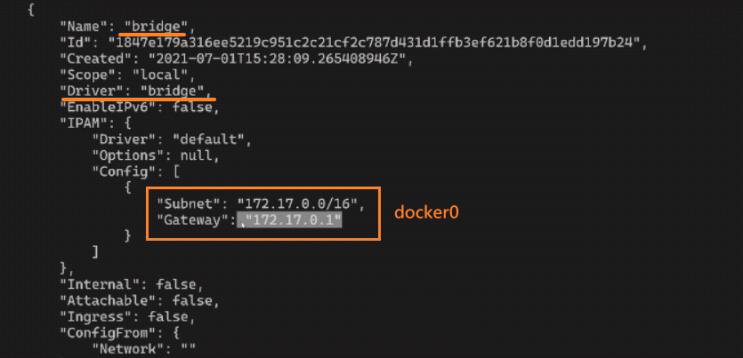 {
"Name": "bridge",
"Id": "1847e179a316ee5219c951c2c21cf2c787d431d1ffb3ef621b8f0d1edd197b24",
"Created": "2021-07-01T15:28:09.265408946Z",
"Scope": "local",
"Driver": "bridge",
"EnableIPv6": false,
"IPAM": {
"Driver": "default",
"Options": null,
"Config": [
{
"Subnet": "172.17.0.0/16",
"Gateway": "172.17.0.1"
docker0
}
]
},
"Internal": false,
"Attachable": false,
"Ingress": false,
"ConfigFrom": {
"Network": ""